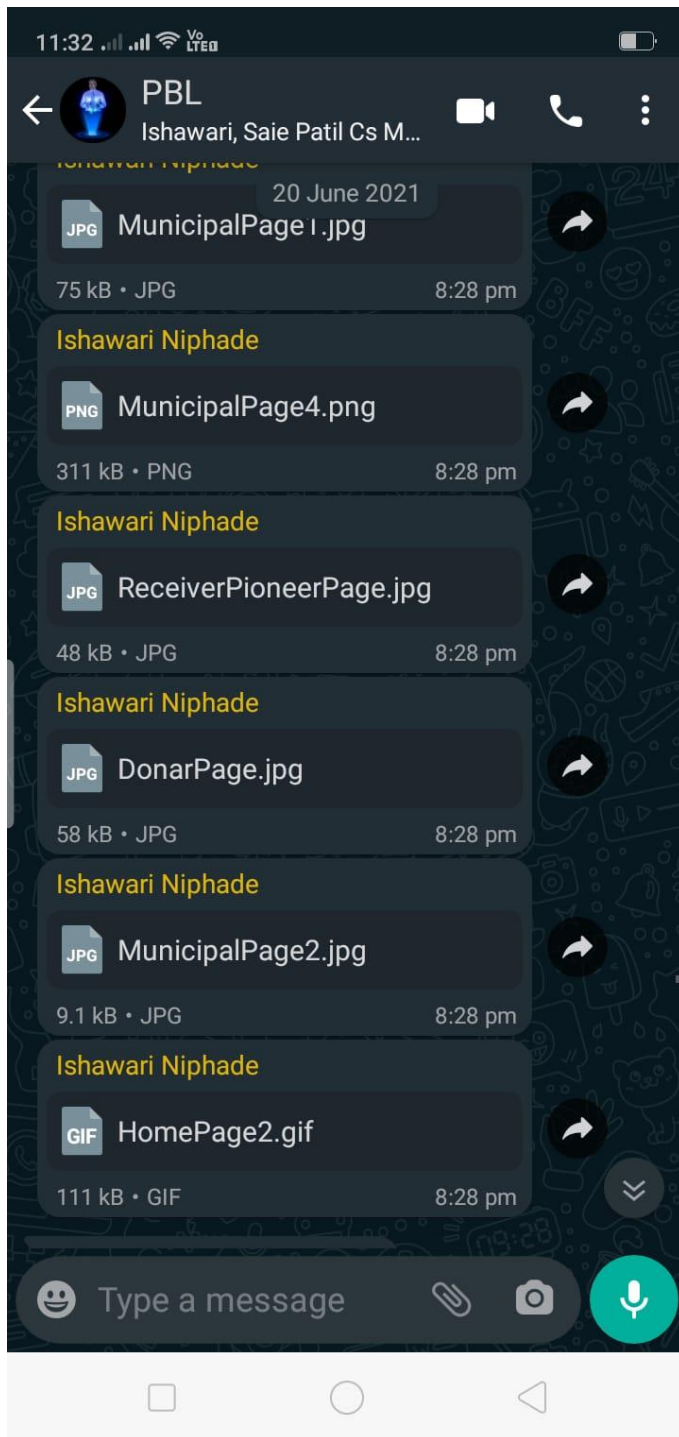 11:32
VoLTE
PBL
Ishawari, Saie Patil Cs M...
Ishawari Niphade
20 June 2021
JPG MunicipalPage1.jpg
75 kB • JPG 8:28 pm
Ishawari Niphade
PNG MunicipalPage4.png
311 kB • PNG 8:28 pm
Ishawari Niphade
JPG ReceiverPioneerPage.jpg
48 kB • JPG 8:28 pm
Ishawari Niphade
JPG DonarPage.jpg
58 kB • JPG 8:28 pm
Ishawari Niphade
JPG MunicipalPage2.jpg
9.1 kB • JPG 8:28 pm
Ishawari Niphade
GIF HomePage2.gif
111 kB • GIF 8:28 pm
Type a message